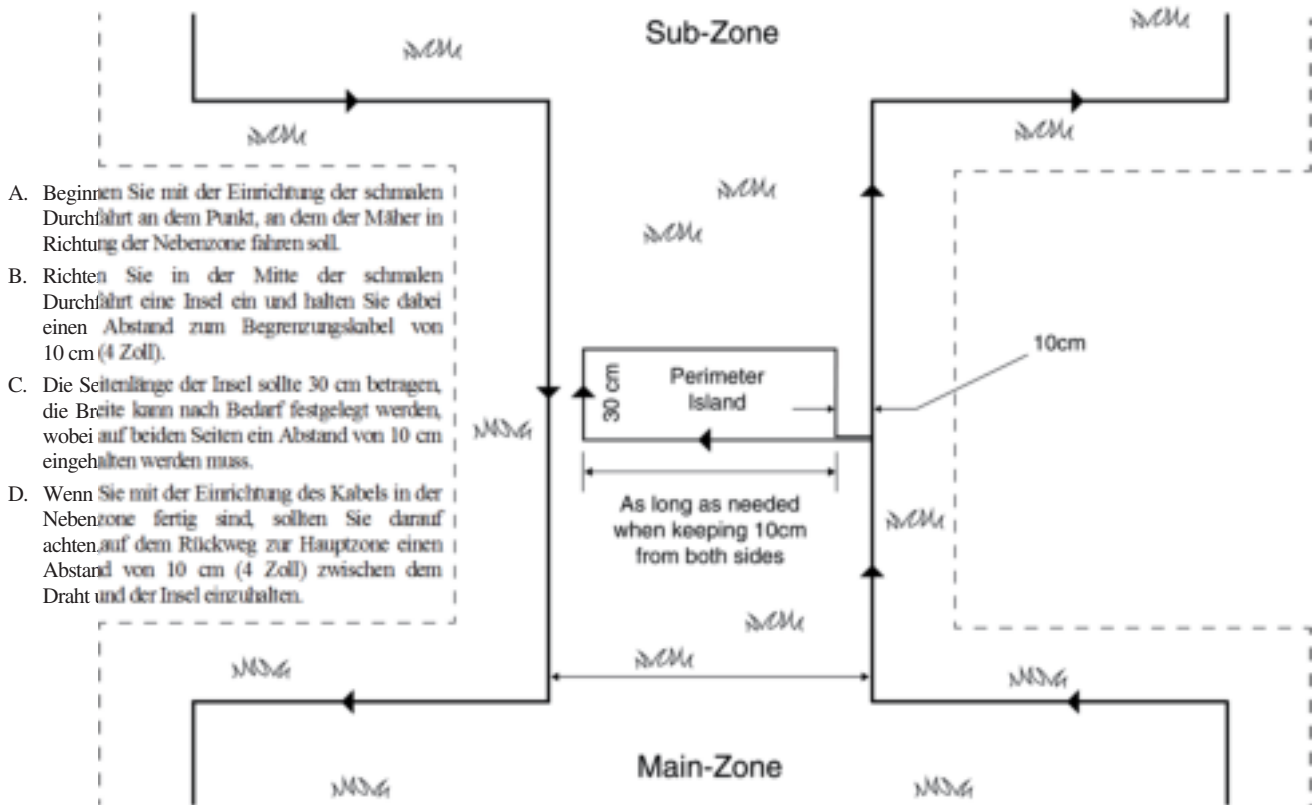 Sub-Zone
A. Beginnen Sie mit der Einrichtung der schmalen
Durchfahrt an dem Punkt, an dem der Mäher in
Richtung der Nebenzone fahren soll.
B. Richten Sie in der Mitte der schmalen
Durchfahrt eine Insel ein und halten Sie dabei
einen Abstand zum Begrenzungskabel von
10 cm (4 Zoll).
C. Die Seitenlänge der Insel sollte 30 cm betragen,
die Breite kann nach Bedarf festgelegt werden,
wobei auf beiden Seiten ein Abstand von 10 cm
eingehalten werden muss.
D. Wenn Sie mit der Einrichtung des Kabels in der
Nebenzone fertig sind, sollten Sie darauf
achten,auf dem Rückweg zur Hauptzone einen
Abstand von 10 cm (4 Zoll) zwischen dem
Draht und der Insel einzuhalten.
30 cm
Perimeter
Island
10cm
As long as needed
when keeping 10cm
from both sides
Main-Zone